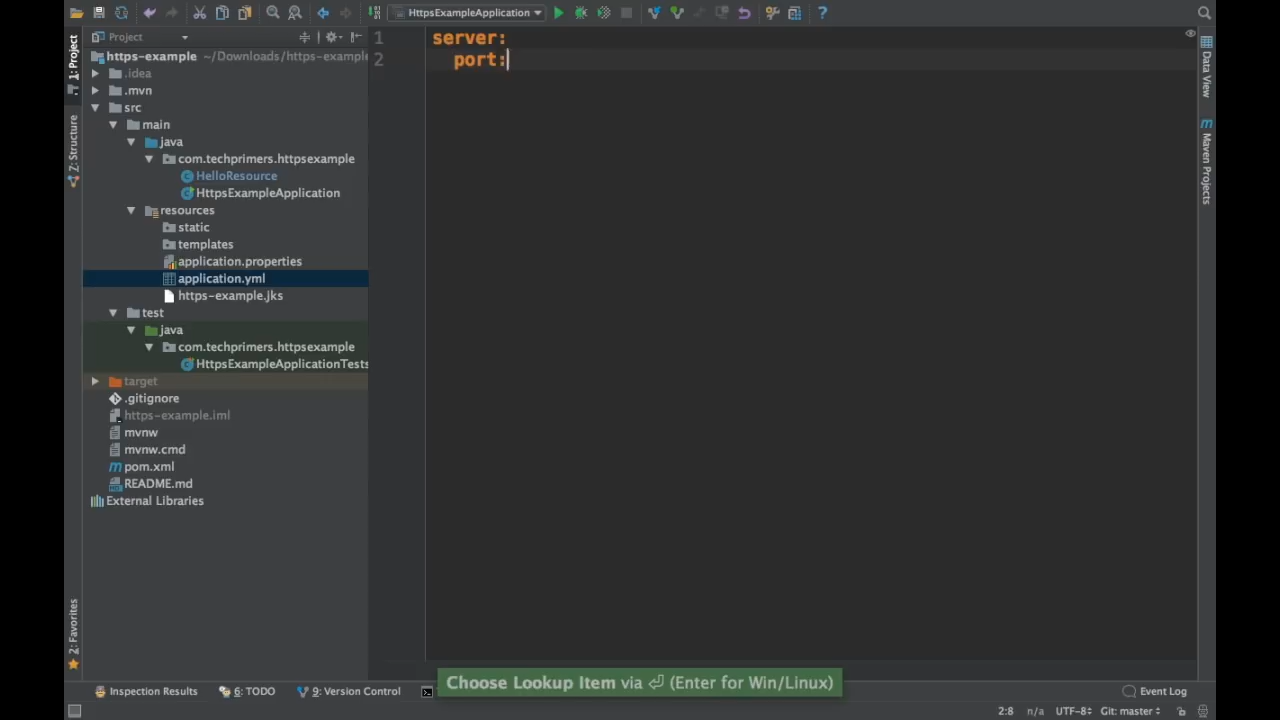 HttpsExampleApplication
1: Project
Z: Structure
2: Favorites
Project
https-example ~/Downloads/https-exampl
.idea
.mvn
src
main
java
com.techprimers.httpsexample
HelloResource
HttpsExampleApplication
resources
static
templates
application.properties
application.yml
https-example.jks
test
java
com.techprimers.httpsexample
HttpsExampleApplicationTests
target
.gitignore
https-example.iml
mvnw
mvnw.cmd
pom.xml
README.md
External Libraries
1 server:
2 port:
Data View
Maven Projects
Choose Lookup Item via ⏎ (Enter for Win/Linux)
Inspection Results 6: TODO 9: Version Control Event Log
2:8 n/a UTF-8 Git: master